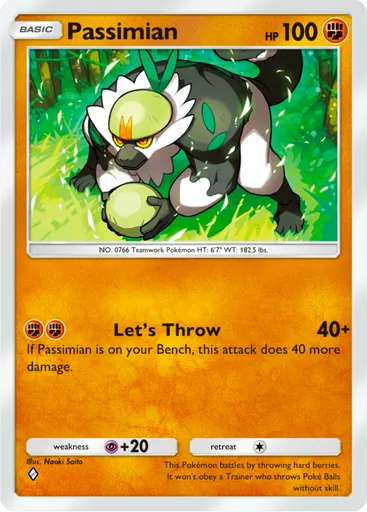 BASIC Passimian HP 100
NO. 0766 Teamwork Pokémon HT: 6'7" WT: 182.5 lbs.
Let's Throw 40+
If Passimian is on your Bench, this attack does 40 more
damage.
weakness +20 retreat
Illus. Naoki Saito
This Pokémon battles by throwing hard berries.
It won't obey a Trainer who throws Poké Balls
without skill.